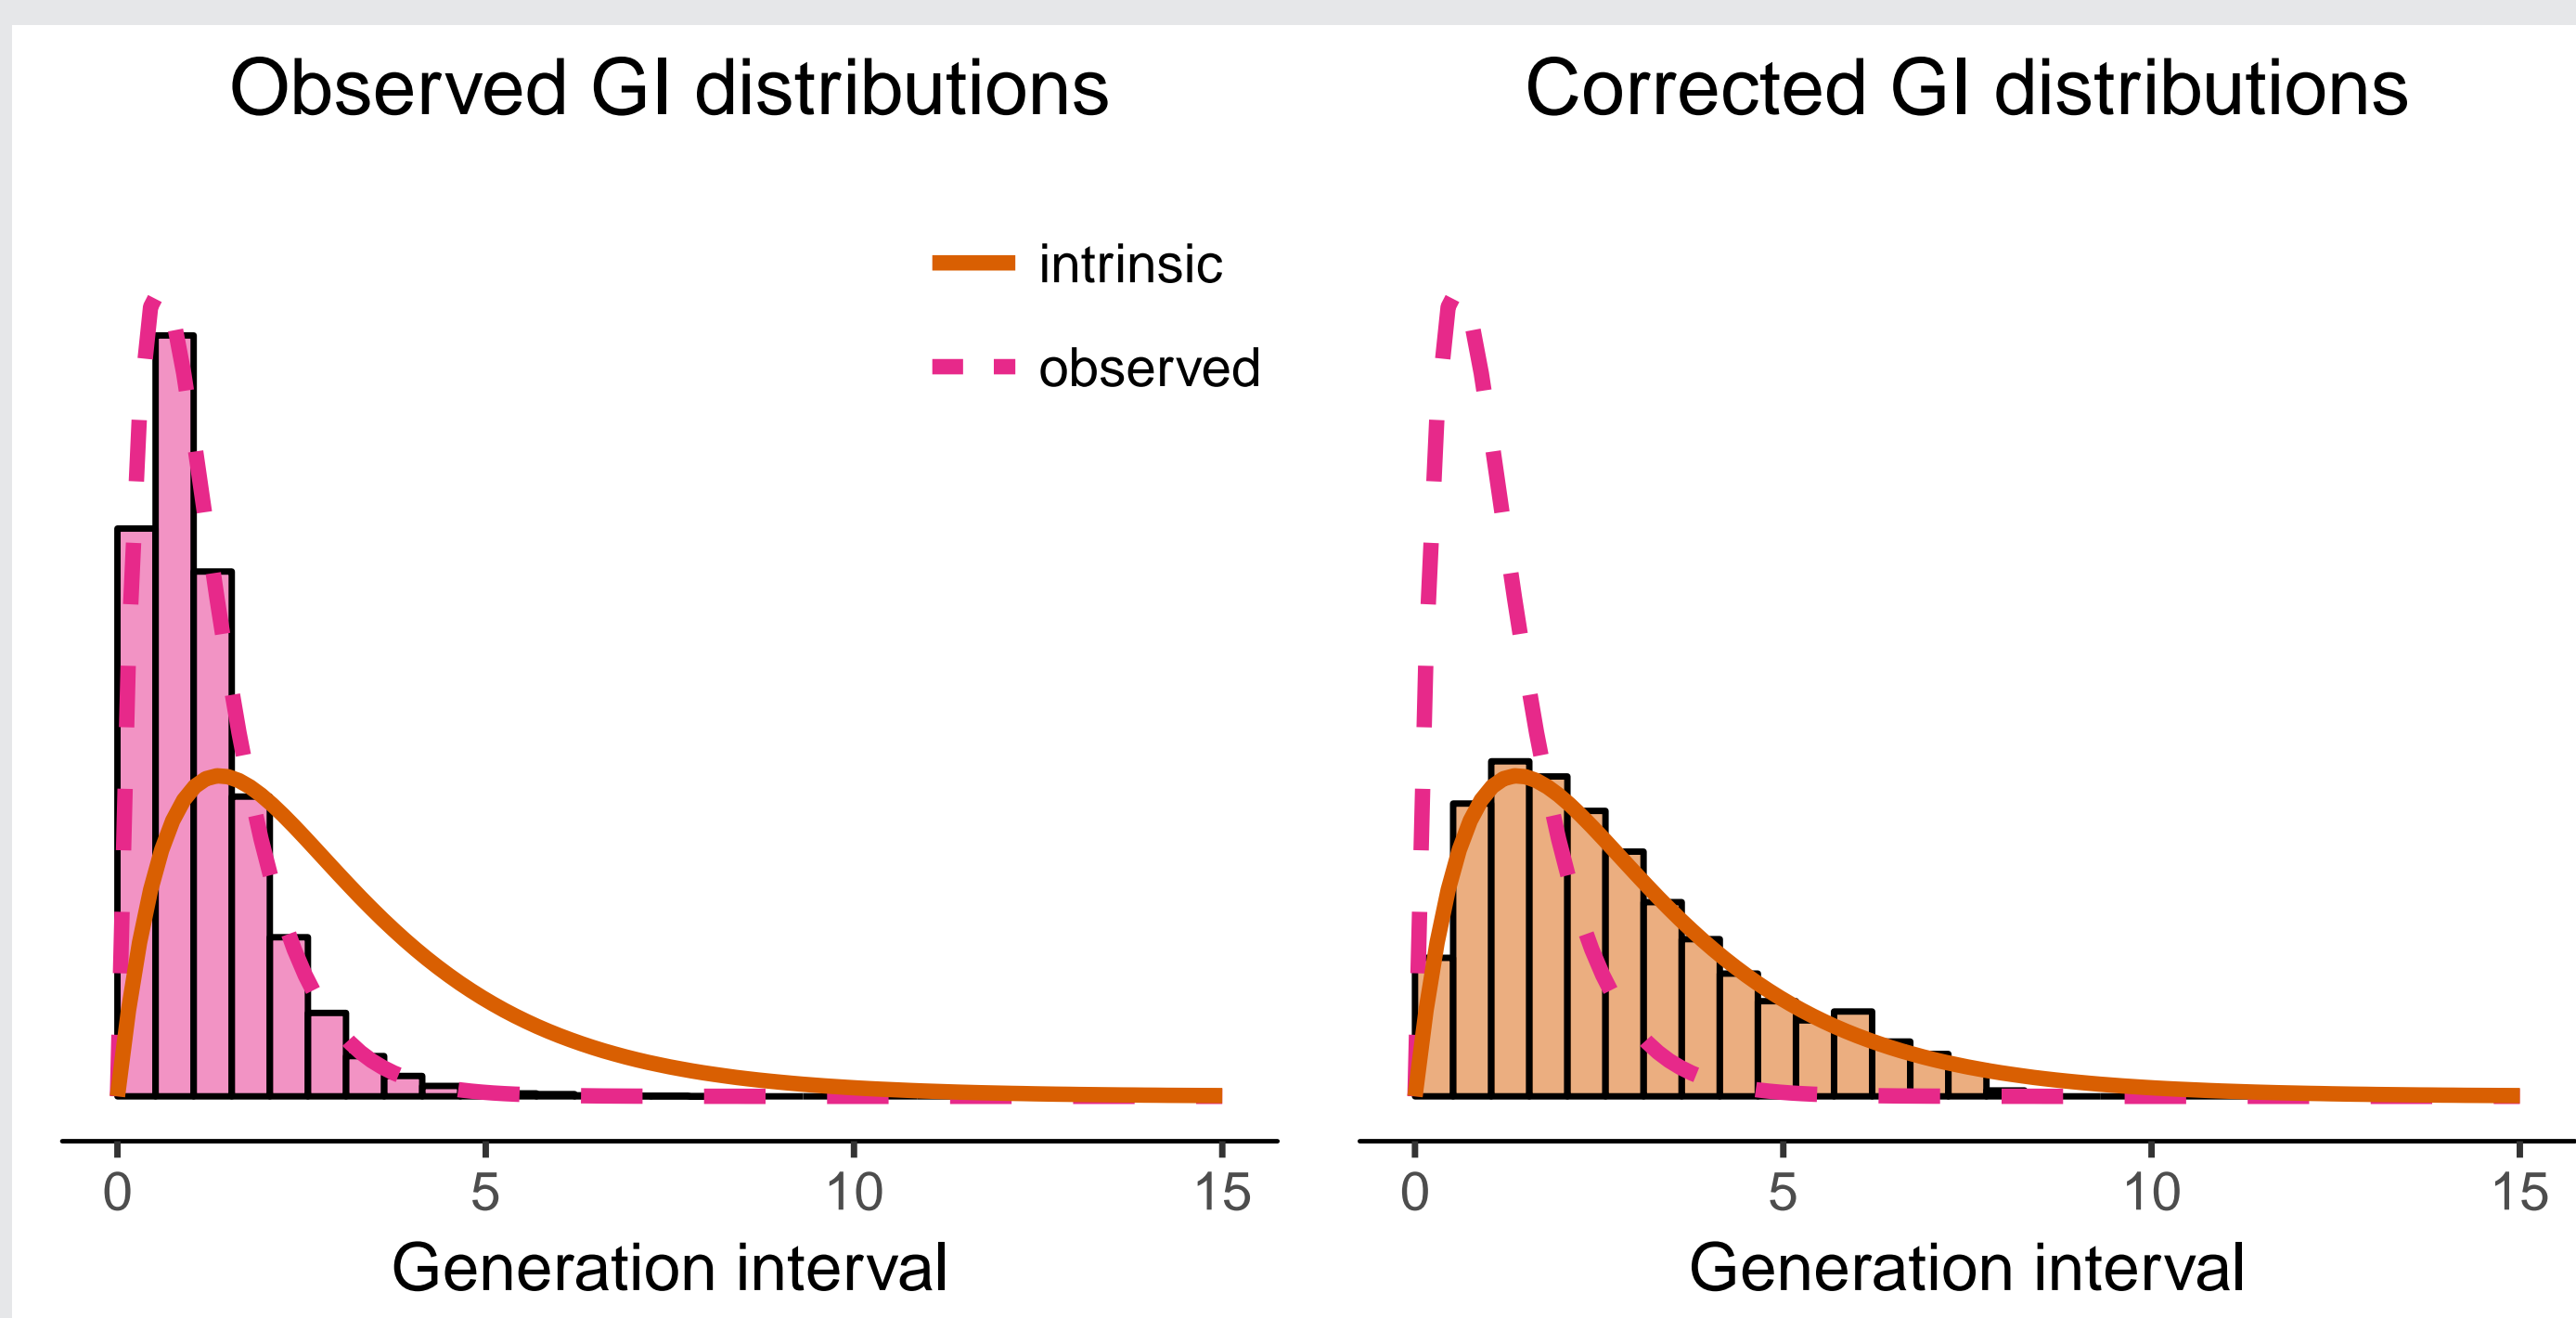 Observed GI distributions
Corrected GI distributions
intrinsic
observed
0 5 10 15
0 5 10 15
Generation interval
Generation interval